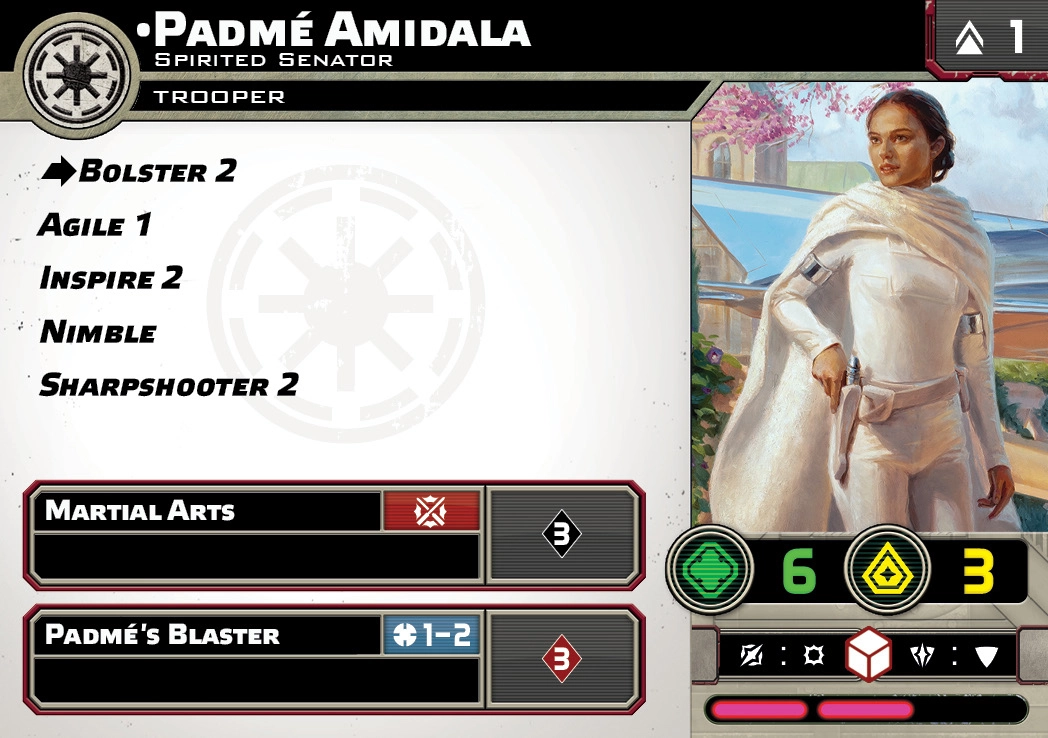 •Padmé Amidala
1
Spirited Senator
Trooper
Bolster 2
Agile 1
Inspire 2
Nimble
Sharpshooter 2
Martial Arts
3
Padmé's Blaster
1–2
3
6
3
:
: